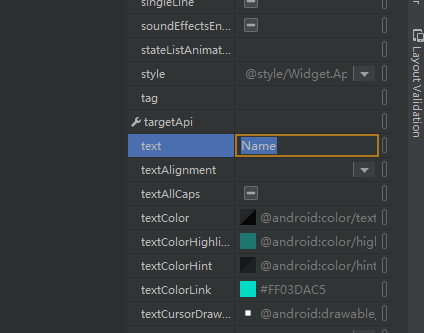 singleLine
soundEffectsEn...
stateListAnimat...
style @style/Widget.Ap
tag
targetApi
text Name
textAlignment
textAllCaps
textColor @android:color/text
textColorHighli... @android:color/high
textColorHint @android:color/hint
textColorLink #FF03DAC5
textCursorDraw... @android:drawable
Layout Validation